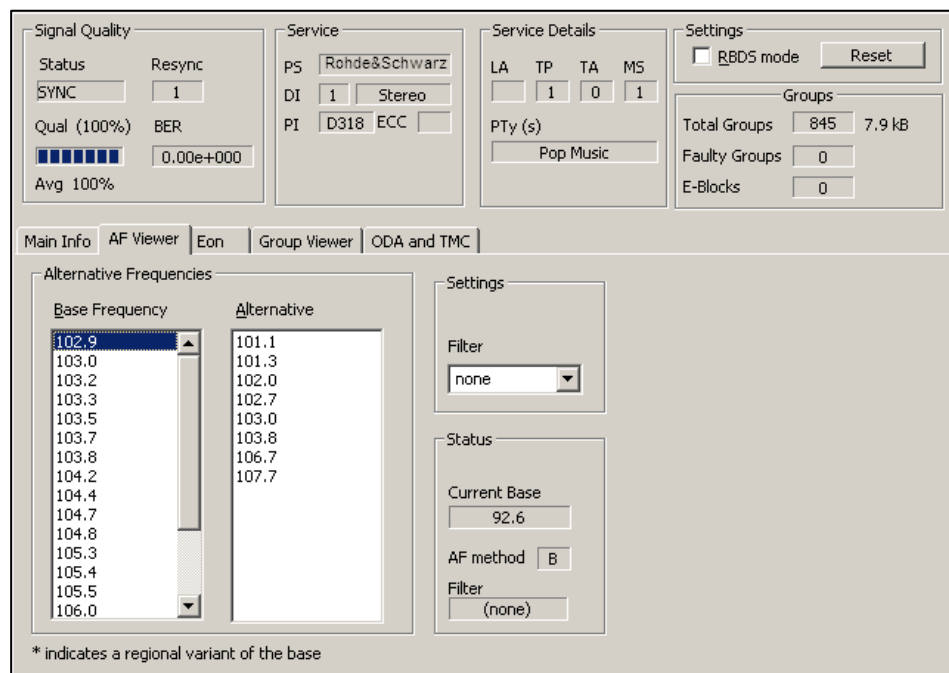 Signal Quality
Status Resync
SYNC 1
Qual (100%) BER
0.00e+000
Avg 100%
Service
PS Rohde&Schwarz
DI 1 Stereo
PI D318 ECC
Service Details
LA TP TA MS
1 0 1
PTy (s)
Pop Music
Settings
RBDS mode Reset
Groups
Total Groups 845 7.9 kB
Faulty Groups 0
E-Blocks 0
Main Info AF Viewer Eon Group Viewer ODA and TMC
Alternative Frequencies
Base Frequency
102.9
103.0
103.2
103.3
103.5
103.7
103.8
104.2
104.4
104.7
104.8
105.3
105.4
105.5
106.0
Alternative
101.1
101.3
102.0
102.7
103.0
103.8
106.7
107.7
Settings
Filter
none
Status
Current Base
92.6
AF method B
Filter
(none)
* indicates a regional variant of the base